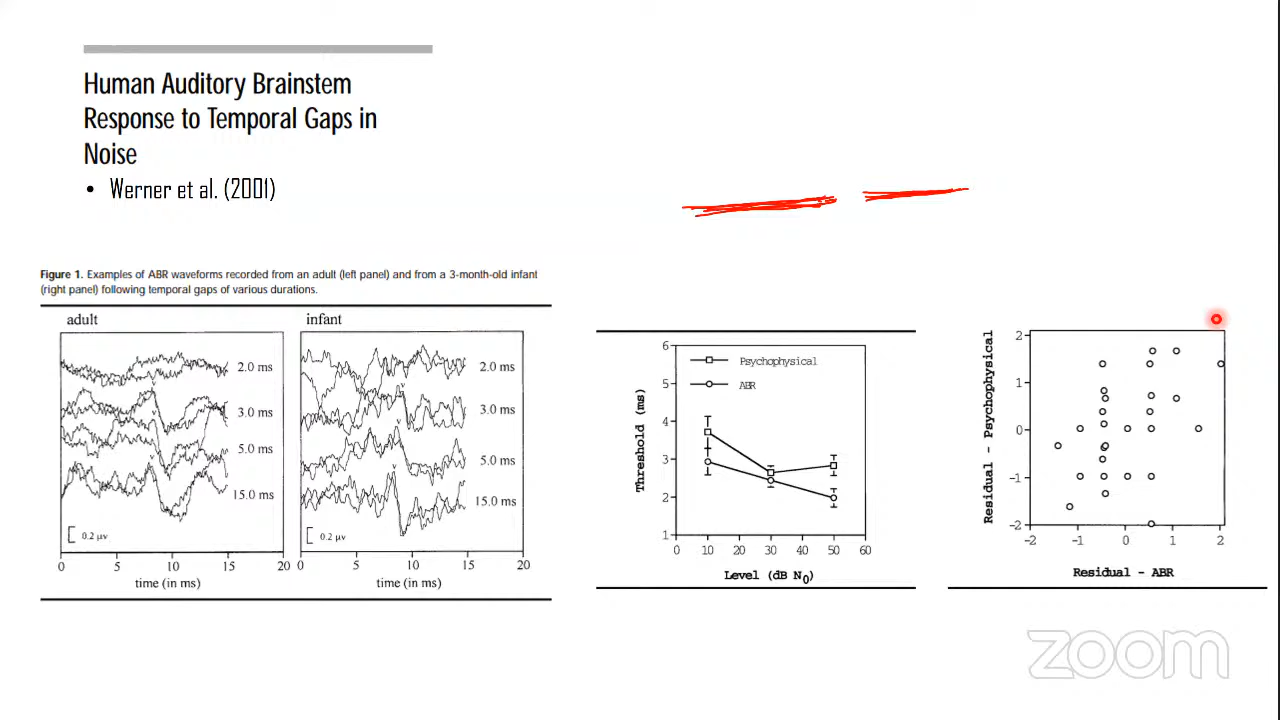 Human Auditory Brainstem
Response to Temporal Gaps in
Noise
• Werner et al. (2001)
Figure 1. Examples of ABR waveforms recorded from an adult (left panel) and from a 3-month-old infant
(right panel) following temporal gaps of various durations.
adult
2.0 ms
3.0 ms
5.0 ms
15.0 ms
0.2 μv
0 5 10 15 20
time (in ms)
infant
2.0 ms
3.0 ms
5.0 ms
15.0 ms
0.2 μv
0 5 10 15 20
time (in ms)
Psychophysical
ABR
Threshold (ms)
6
5
4
3
2
1
0 10 20 30 40 50 60
Level (dB N0)
Residual - Psychophysical
2
1
0
-1
-2
-2 -1 0 1 2
Residual - ABR
zoom